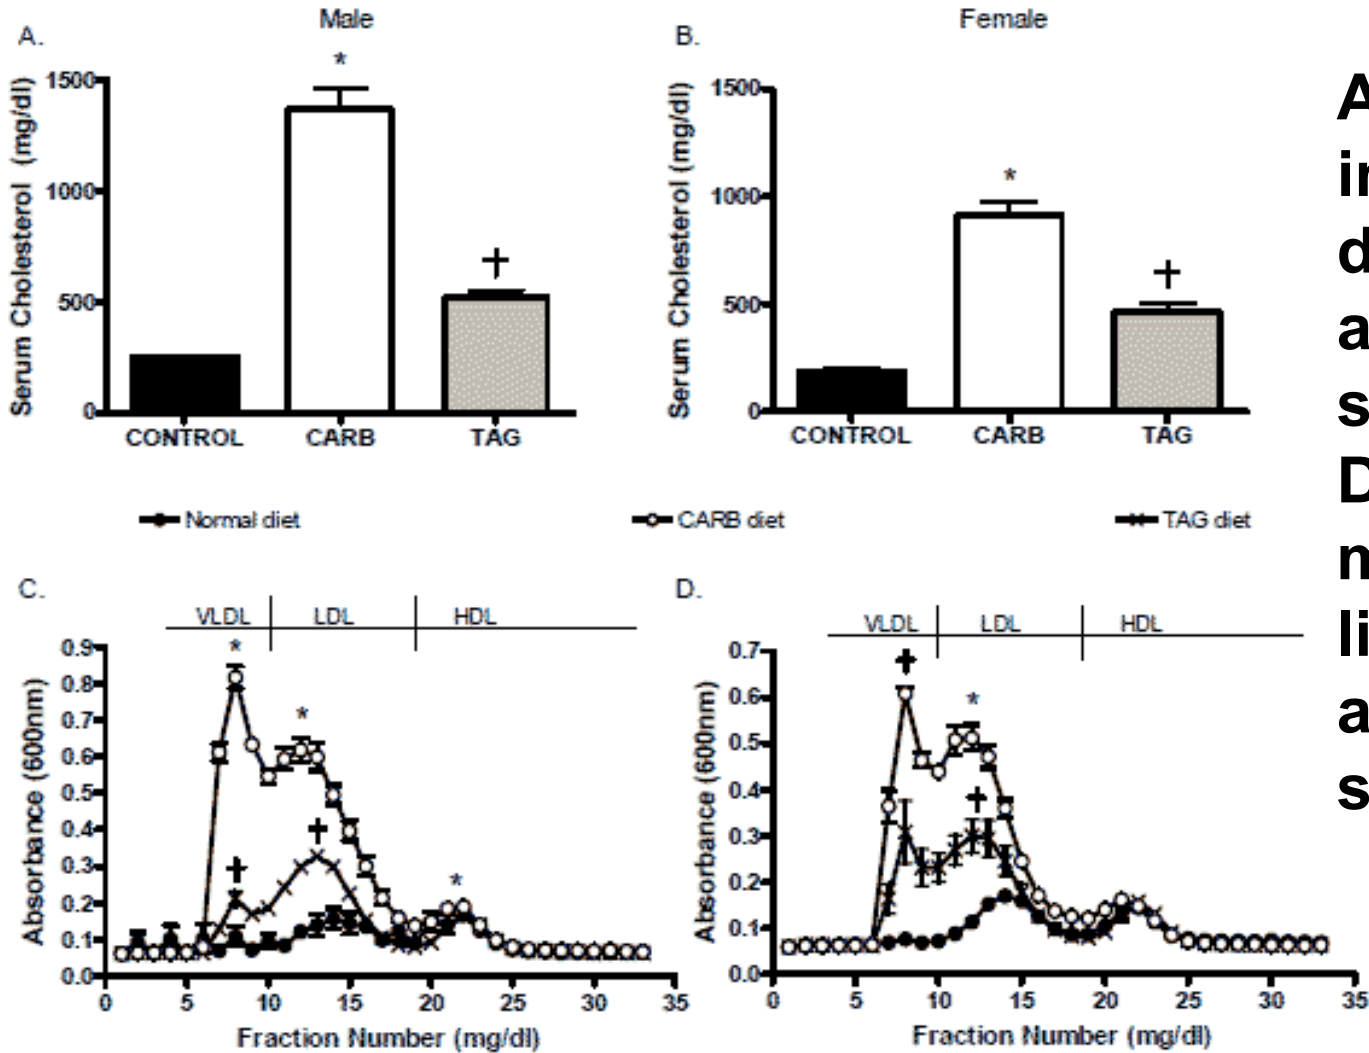 A.
Male
B.
Female
Serum Cholesterol (mg/dl)
1500
1000
500
0
*
+
CONTROL
CARB
TAG
Serum Cholesterol (mg/dl)
1500
1000
500
0
*
+
CONTROL
CARB
TAG
Normal diet
CARB diet
TAG diet
C.
VLDL
LDL
HDL
Absorbance (600nm)
0.9
0.8
0.7
0.6
0.5
0.4
0.3
0.2
0.1
0.0
*
*
+
+
*
0 5 10 15 20 25 30 35
Fraction Number (mg/dl)
D.
VLDL
LDL
HDL
Absorbance (600nm)
0.7
0.6
0.5
0.4
0.3
0.2
0.1
0.0
+
*
+
0 5 10 15 20 25 30 35
Fraction Number (mg/dl)